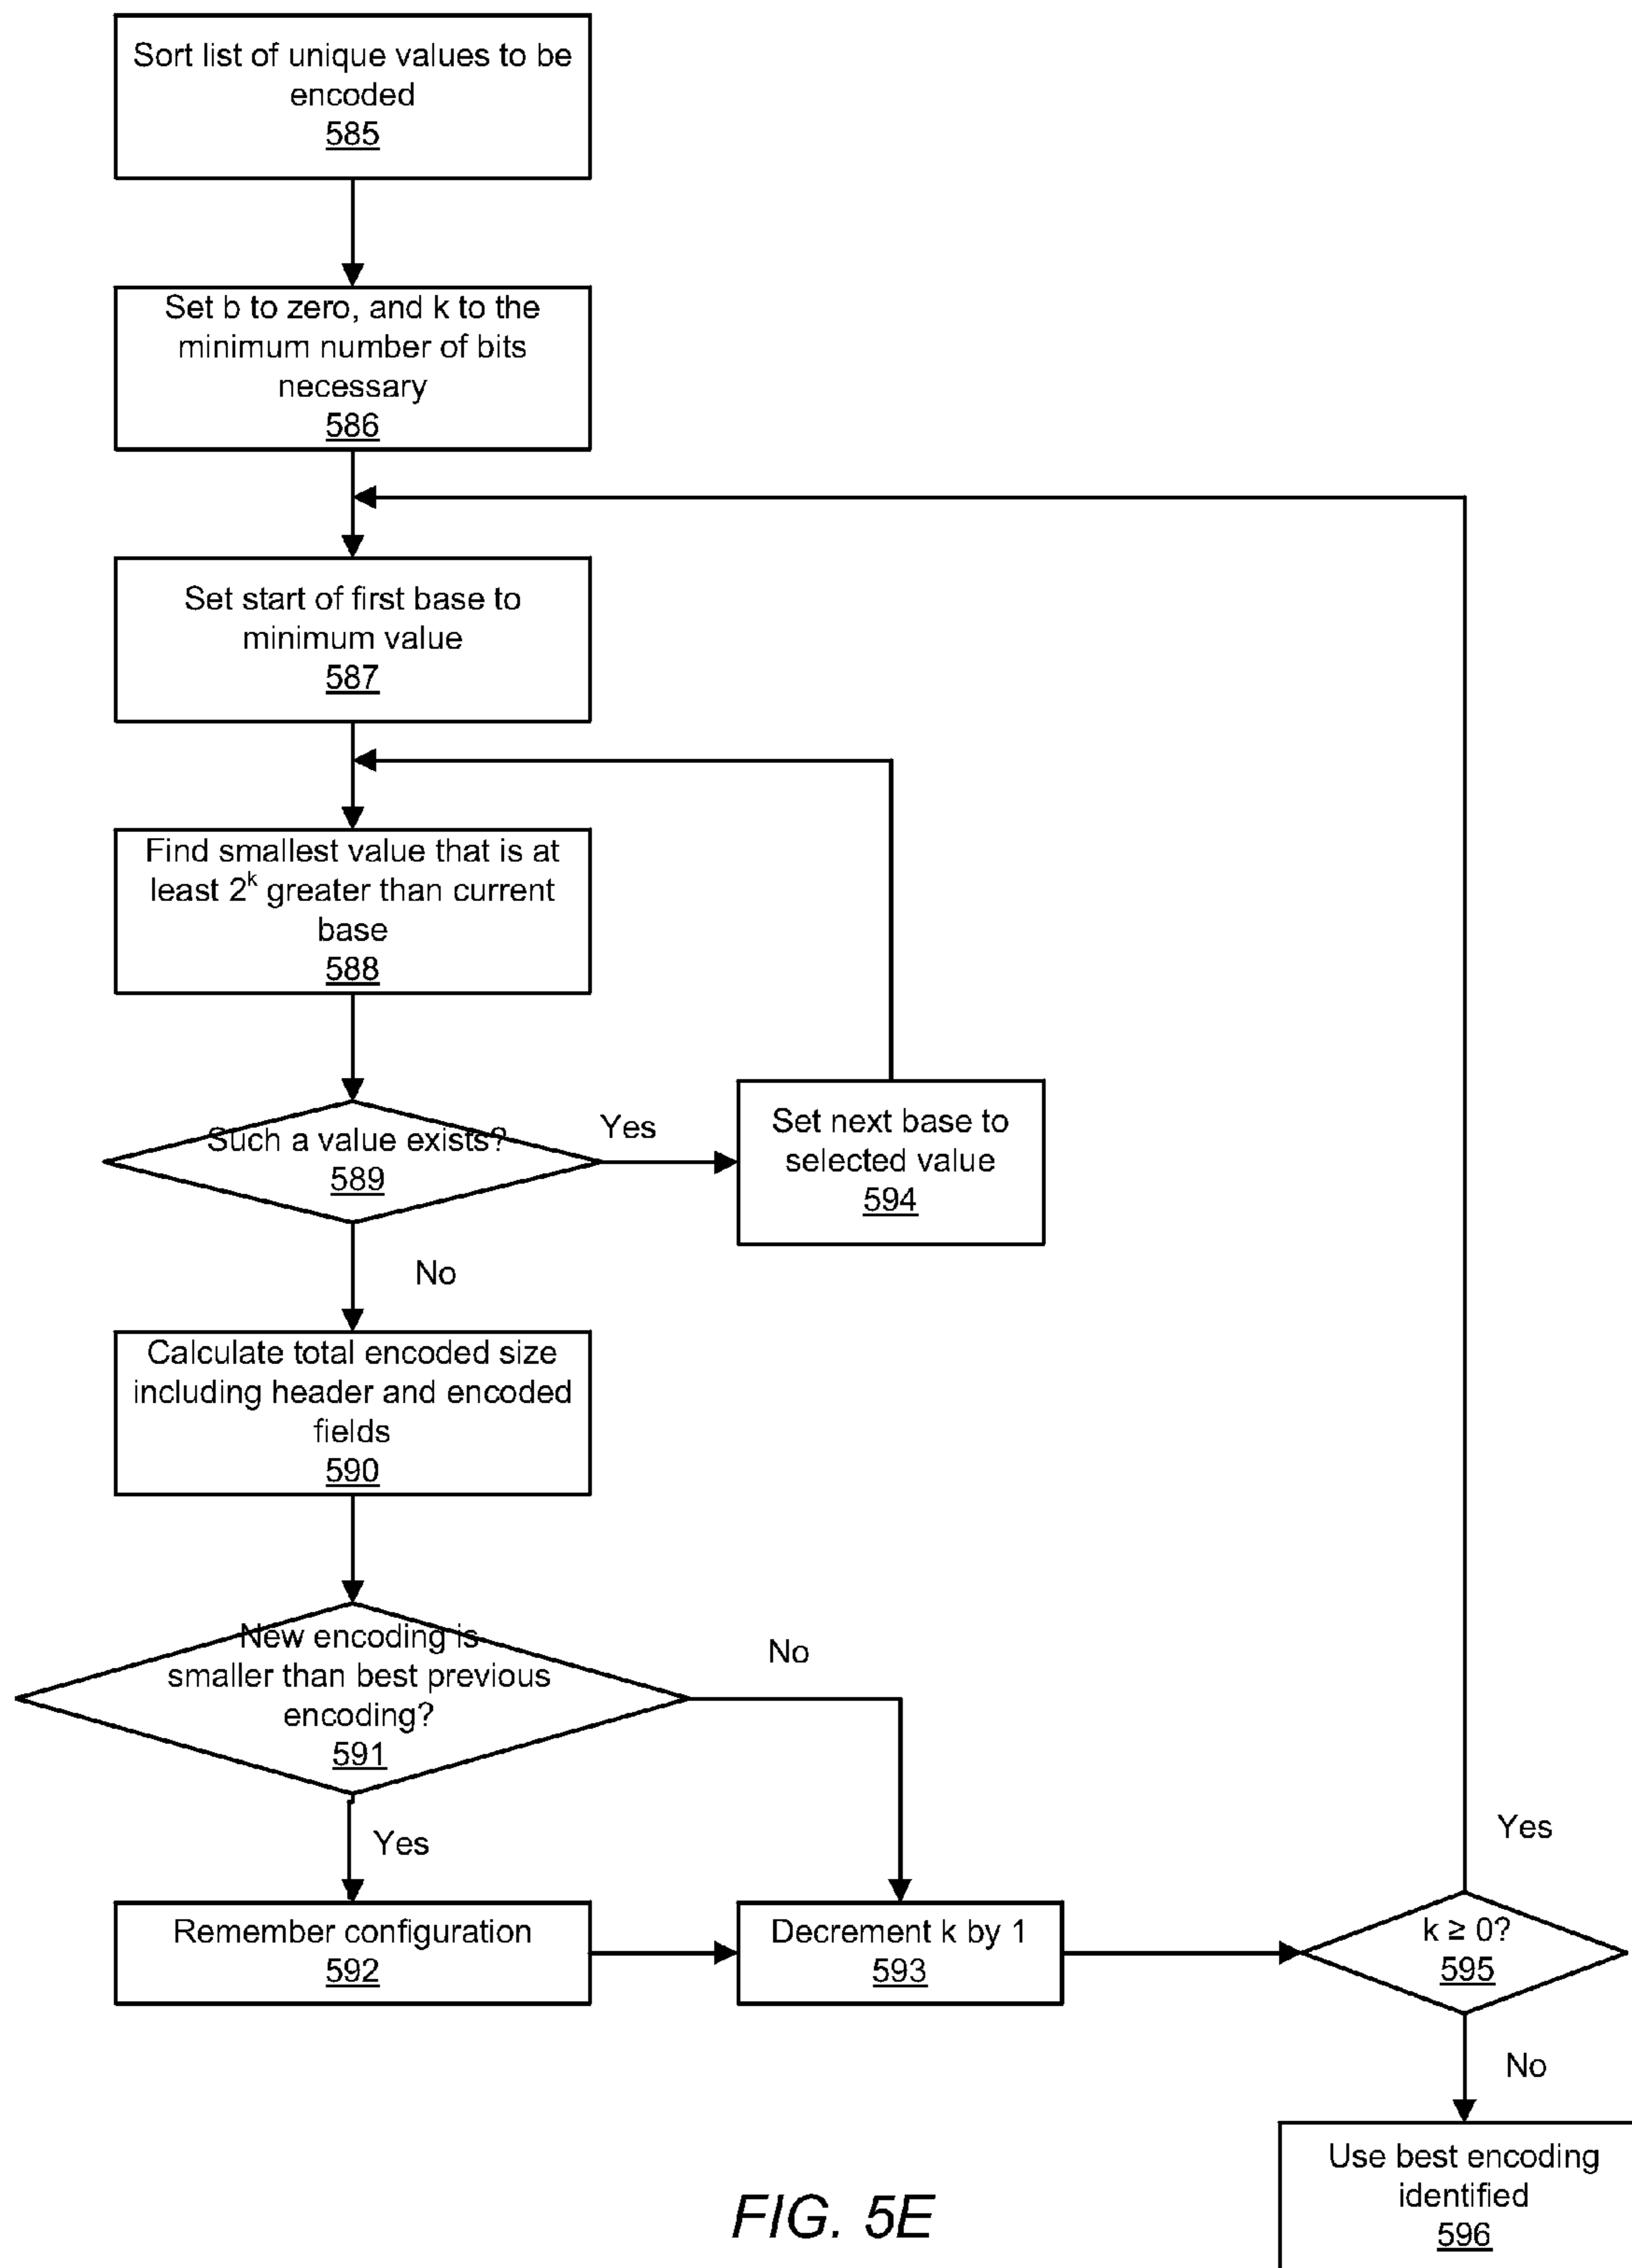 Sort list of unique values to be
encoded
585
Set b to zero, and k to the
minimum number of bits
necessary
586
Set start of first base to
minimum value
587
Find smallest value that is at
least 2^k greater than current
base
588
Such a value exists?
589
Yes
Set next base to
selected value
594
No
Calculate total encoded size
including header and encoded
fields
590
New encoding is
smaller than best previous
encoding?
591
No
Yes
Remember configuration
592
Decrement k by 1
593
Yes
k ≥ 0?
595
No
Use best encoding
identified
596
FIG. 5E